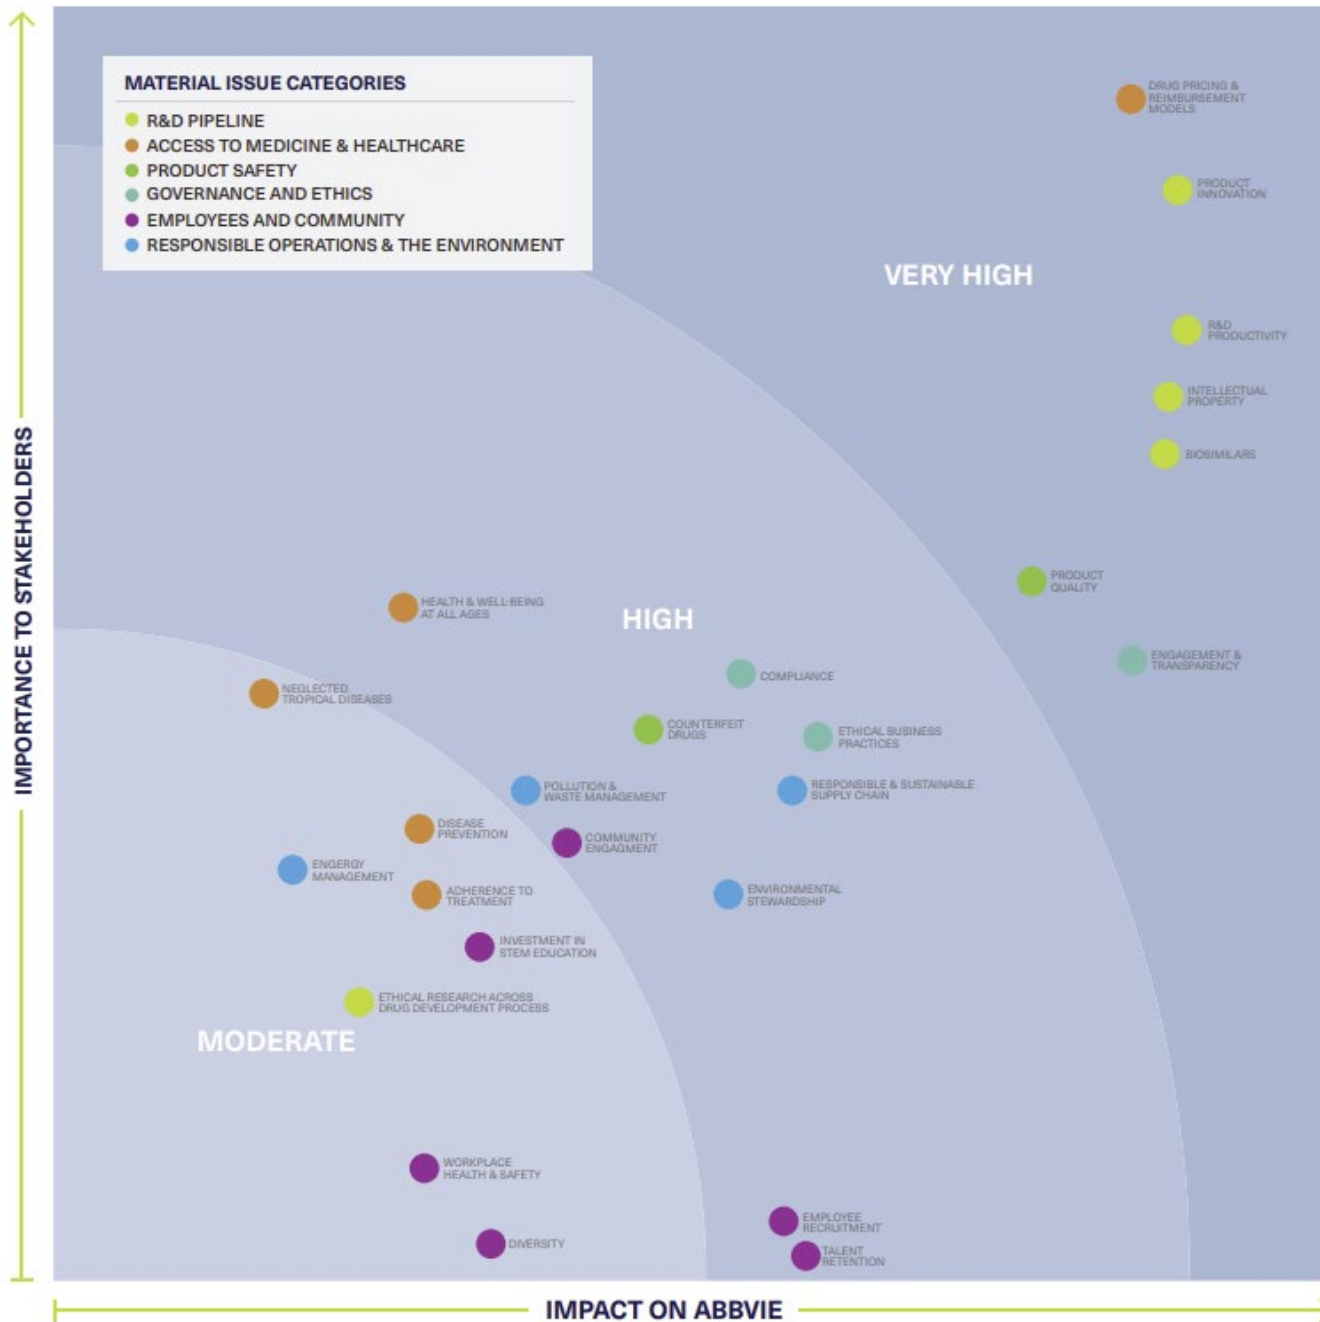 MATERIAL ISSUE CATEGORIES
R&D PIPELINE
ACCESS TO MEDICINE & HEALTHCARE
PRODUCT SAFETY
GOVERNANCE AND ETHICS
EMPLOYEES AND COMMUNITY
RESPONSIBLE OPERATIONS & THE ENVIRONMENT
DRUG PRICING &
REIMBURSEMENT
MODELS
PRODUCT
INNOVATION
VERY HIGH
R&D
PRODUCTIVITY
INTELLECTUAL
PROPERTY
BIOSIMILARS
PRODUCT
QUALITY
HEALTH & WELL-BEING
AT ALL AGES
HIGH
ENGAGEMENT &
TRANSPARENCY
COMPLIANCE
NEGLECTED
TROPICAL DISEASES
COUNTERFEIT
DRUGS
ETHICAL BUSINESS
PRACTICES
POLLUTION &
WASTE MANAGEMENT
RESPONSIBLE & SUSTAINABLE
SUPPLY CHAIN
DISEASE
PREVENTION
COMMUNITY
ENGAGMENT
ENGERGY
MANAGEMENT
ADHERENCE TO
TREATMENT
ENVIRONMENTAL
STEWARDSHIP
INVESTMENT IN
STEM EDUCATION
ETHICAL RESEARCH ACROSS
DRUG DEVELOPMENT PROCESS
MODERATE
WORKPLACE
HEALTH & SAFETY
EMPLOYEE
RECRUITMENT
DIVERSITY
TALENT
RETENTION
IMPORTANCE TO STAKEHOLDERS
IMPACT ON ABBVIE